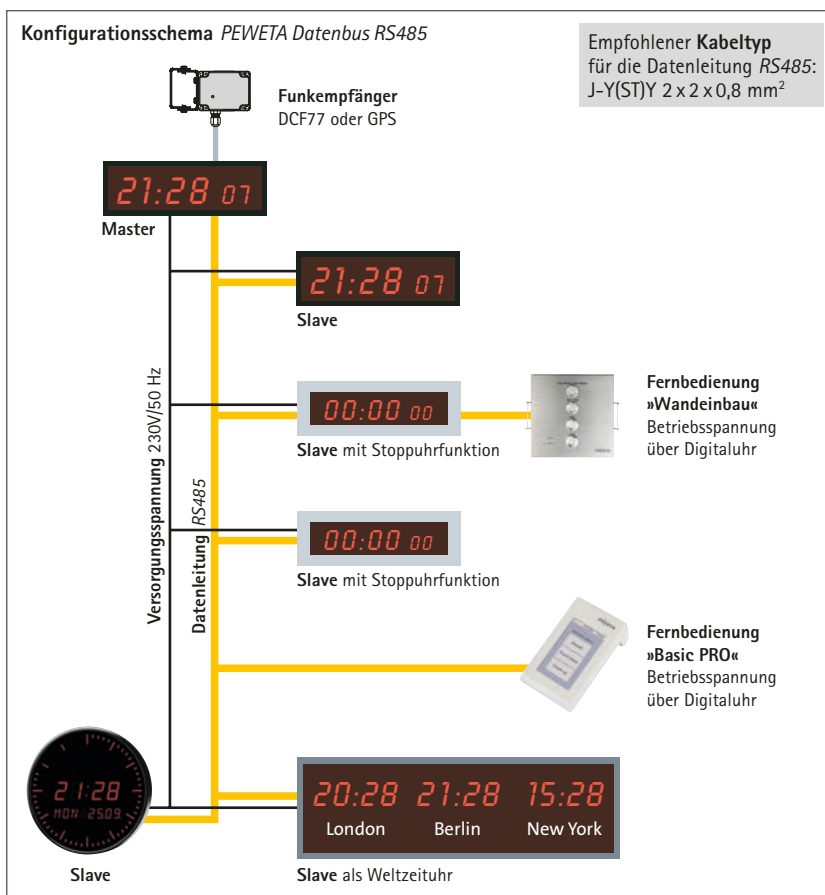 Konfigurationsschema PEWETA Datenbus RS485
Empfohlener Kabeltyp
für die Datenleitung RS485:
J-Y(ST)Y 2 x 2 x 0,8 mm²
Funkempfänger
DCF77 oder GPS
21:28 07
Master
21:28 07
Slave
Versorgungsspannung 230V/50 Hz
Datenleitung RS485
00:00 00
Slave mit Stoppuhrfunktion
Fernbedienung
»Wandeinbau«
Betriebsspannung
über Digitaluhr
00:00 00
Slave mit Stoppuhrfunktion
Fernbedienung
»Basic PRO«
Betriebsspannung
über Digitaluhr
21:28
MON 25.09.
Slave
20:28 21:28 15:28
London Berlin New York
Slave als Weltzeituhr